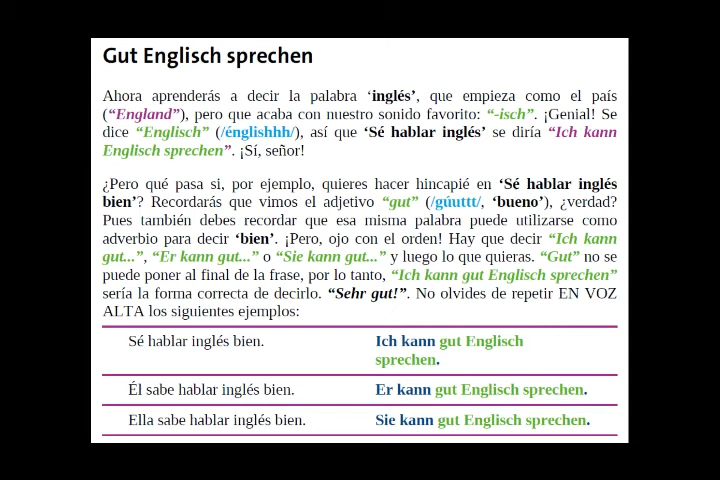 Gut Englisch sprechen
Ahora aprenderás a decir la palabra ‘inglés’, que empieza como el país
(“England”), pero que acaba con nuestro sonido favorito: “-isch”. ¡Genial! Se
dice “Englisch” (/énglishhh/), así que ‘Sé hablar inglés’ se diría “Ich kann
Englisch sprechen”. ¡Sí, señor!
¿Pero qué pasa si, por ejemplo, quieres hacer hincapié en ‘Sé hablar inglés
bien’? Recordarás que vimos el adjetivo “gut” (/gúuttt/, ‘bueno’), ¿verdad?
Pues también debes recordar que esa misma palabra puede utilizarse como
adverbio para decir ‘bien’. ¡Pero, ojo con el orden! Hay que decir “Ich kann
gut...”, “Er kann gut...” o “Sie kann gut...” y luego lo que quieras. “Gut” no se
puede poner al final de la frase, por lo tanto, “Ich kann gut Englisch sprechen”
sería la forma correcta de decirlo. “Sehr gut!”. No olvides de repetir EN VOZ
ALTA los siguientes ejemplos:
Sé hablar inglés bien. Ich kann gut Englisch
sprechen.
Él sabe hablar inglés bien. Er kann gut Englisch sprechen.
Ella sabe hablar inglés bien. Sie kann gut Englisch sprechen.